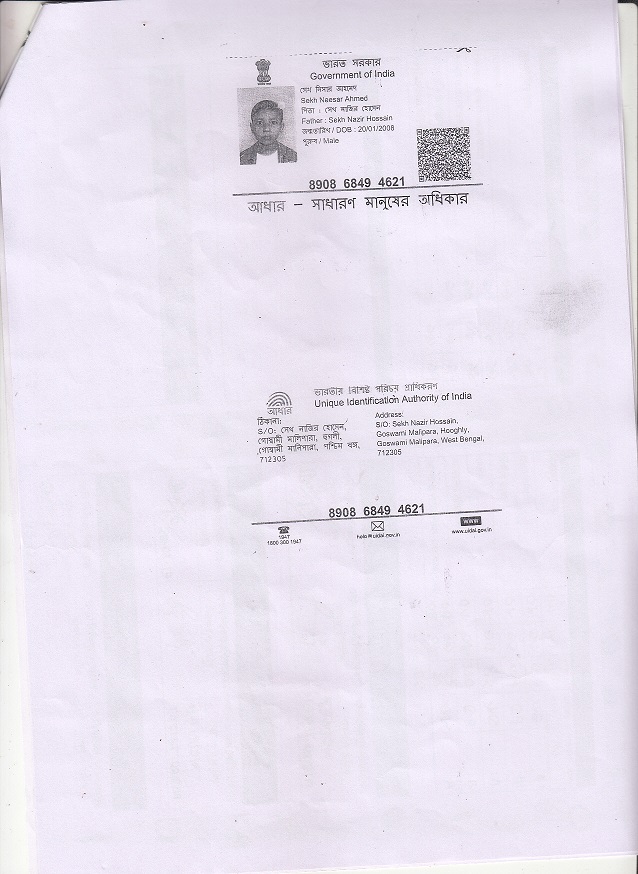 ভারত সরকার
Government of India
সেখ নিসার আহমেদ
Sekh Neesar Ahmed
পিতা : সেখ নাজির হোসেন
Father : Sekh Nazir Hossain
জন্মতারিখ / DOB : 20/01/2008
পুরুষ / Male
8908 6849 4621
আধার – সাধারণ মানুষের অধিকার
ভারতীয় বিশিষ্ট পরিচয় প্রাধিকরণ
Unique Identification Authority of India
আধার
ঠিকানা:
S/O: সেখ নাজির হোসেন,
গোস্বামী মালিপাড়া, হুগলী,
গোস্বামী মালিপাড়া, পশ্চিম বঙ্গ,
712305
Address:
S/O: Sekh Nazir Hossain,
Goswami Malipara, Hooghly,
Goswami Malipara, West Bengal,
712305
8908 6849 4621
1947
1800 300 1947
help@uidai.gov.in
WWW
www.uidai.gov.in